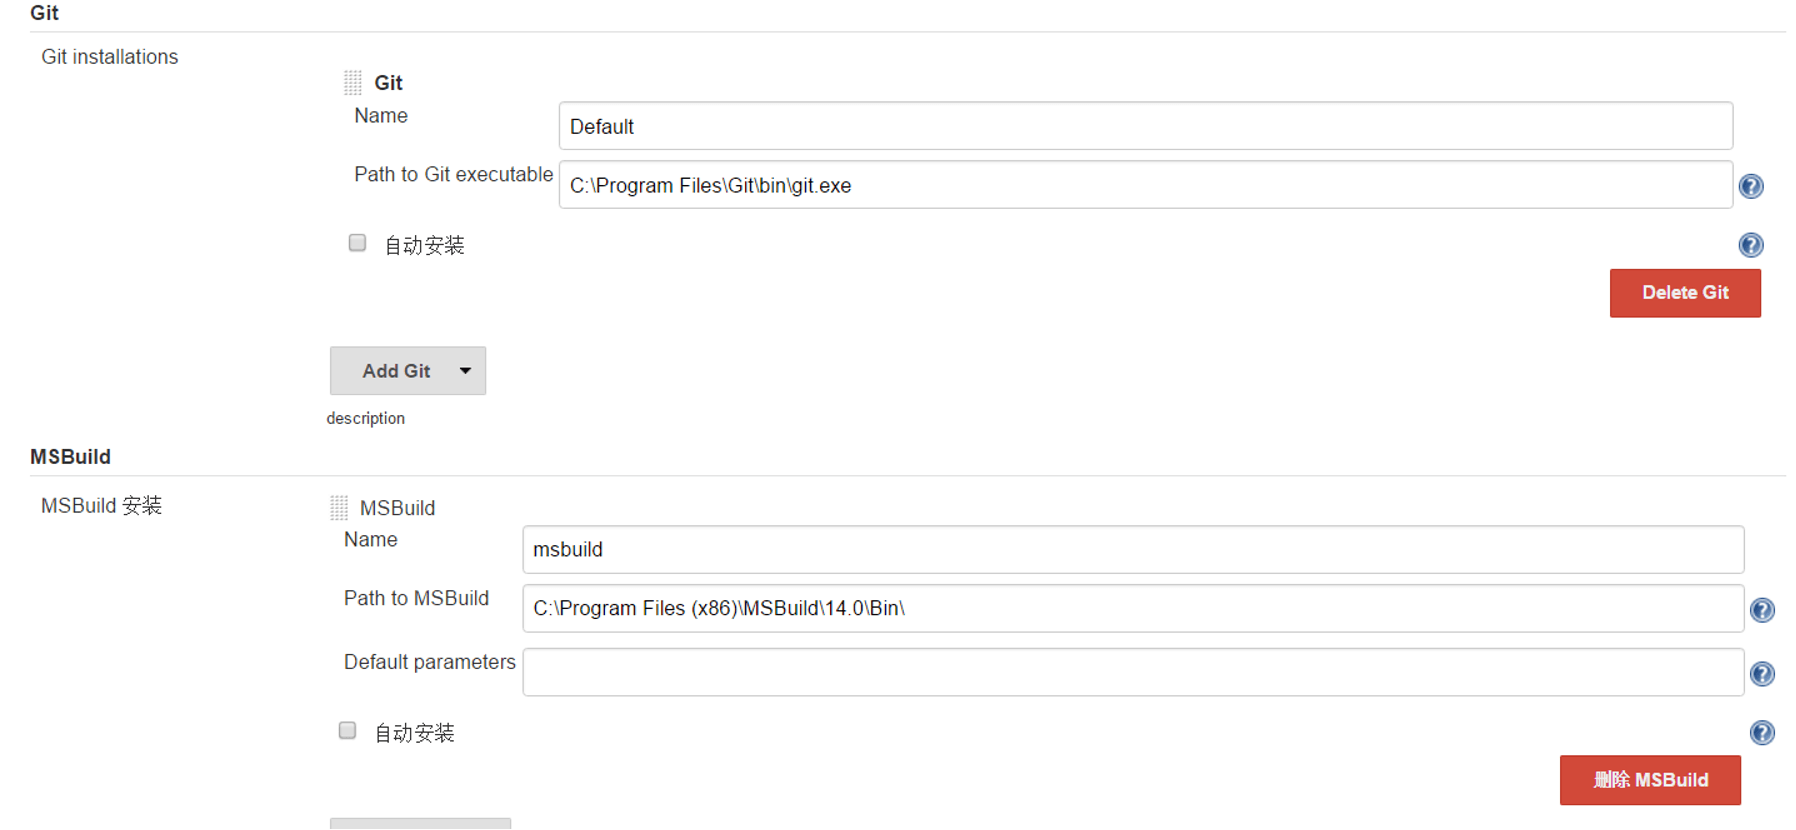 Git
Git installations
Git
Name
Default
Path to Git executable
C:\Program Files\Git\bin\git.exe
自动安装
Delete Git
Add Git
description
MSBuild
MSBuild 安装
MSBuild
Name
msbuild
Path to MSBuild
C:\Program Files (x86)\MSBuild\14.0\Bin\
Default parameters
自动安装
删除 MSBuild